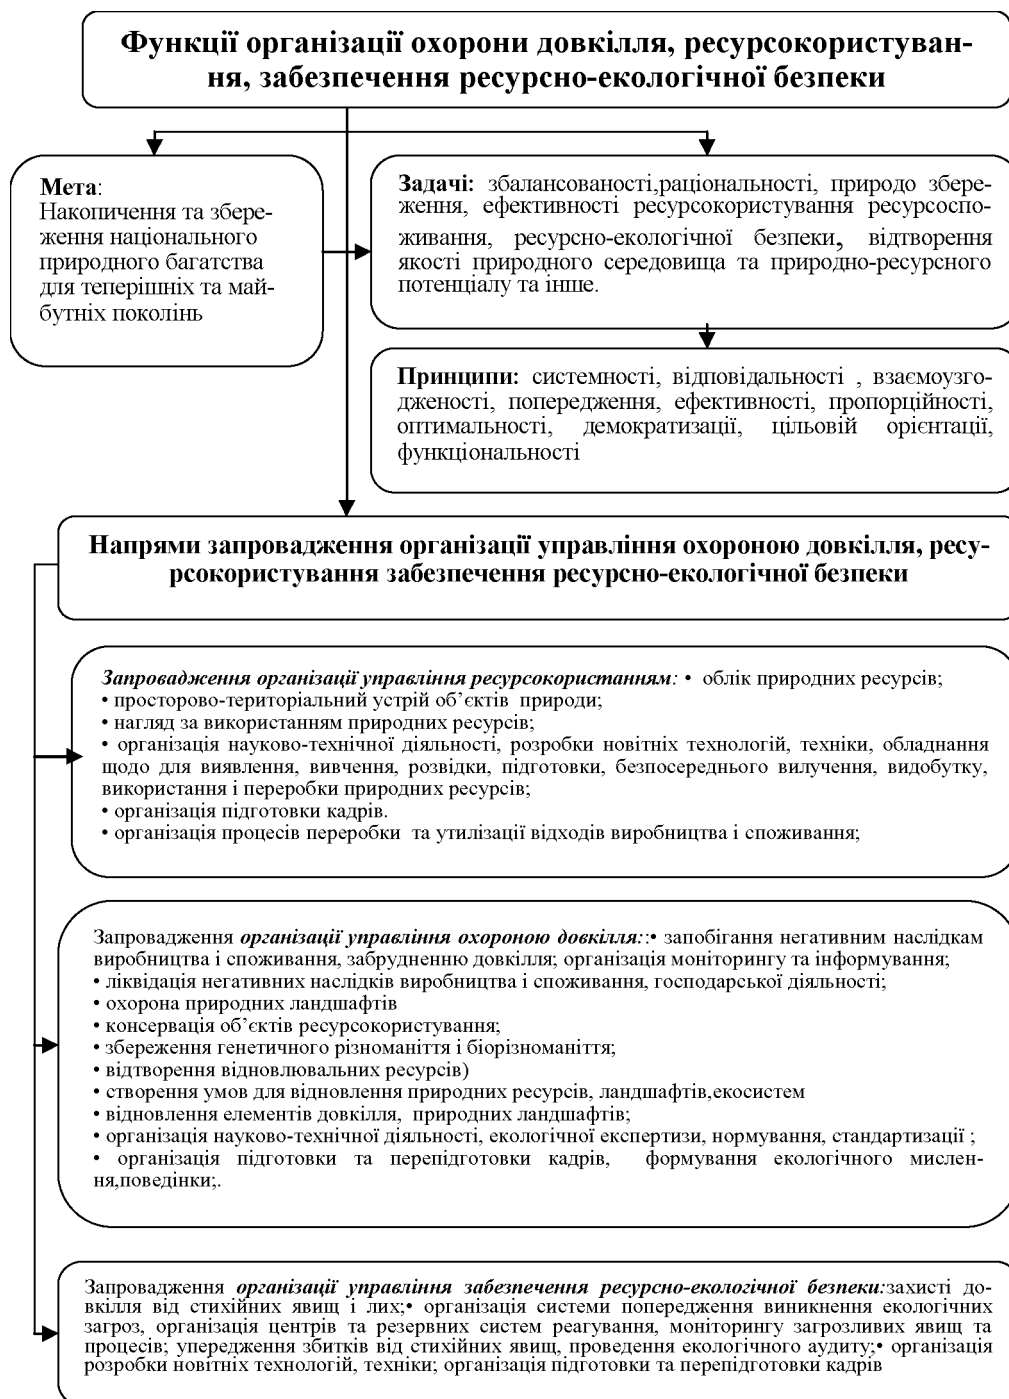 Функції організації охорони довкілля, ресурсокористуван-
ня, забезпечення ресурсно-екологічної безпеки
Мета:
Накопичення та збере-
ження національного
природного багатства
для теперішніх та май-
бутніх поколінь
Задачі: збалансованості,раціональності, природо збере-
ження, ефективності ресурсокористування ресурсоспо-
живання, ресурсно-екологічної безпеки, відтворення
якості природного середовища та природно-ресурсного
потенціалу та інше.
Принципи: системності, відповідальності , взаємоузго-
дженості, попередження, ефективності, пропорційності,
оптимальності, демократизації, цільовій орієнтації,
функціональності
Напрями запровадження організації управління охороною довкілля, ресу-
рсокористування забезпечення ресурсно-екологічної безпеки
Запровадження організації управління ресурсокористанням: • облік природних ресурсів;
• просторово-територіальний устрій об’єктів природи;
• нагляд за використанням природних ресурсів;
• організація науково-технічної діяльності, розробки новітніх технологій, техніки, обладнання
щодо для виявлення, вивчення, розвідки, підготовки, безпосереднього вилучення, видобутку,
використання і переробки природних ресурсів;
• організація підготовки кадрів.
• організація процесів переробки та утилізації відходів виробництва і споживання;
Запровадження організації управління охороною довкілля:• запобігання негативним наслідкам
виробництва і споживання, забрудненню довкілля; організація моніторингу та інформування;
• ліквідація негативних наслідків виробництва і споживання, господарської діяльності;
• охорона природних ландшафтів
• консервація об’єктів ресурсокористування;
• збереження генетичного різноманіття і біорізноманіття;
• відтворення відновлювальних ресурсів)
• створення умов для відновлення природних ресурсів, ландшафтів,екосистем
• відновлення елементів довкілля, природних ландшафтів;
• організація науково-технічної діяльності, екологічної експертизи, нормування, стандартизації ;
• організація підготовки та перепідготовки кадрів, формування екологічного мислен-
ня,поведінки;.
Запровадження організації управління забезпечення ресурсно-екологічної безпеки:захисті до-
вкілля від стихійних явищ і лих;• організація системи попередження виникнення екологічних
загроз, організація центрів та резервних систем реагування, моніторингу загрозливих явищ та
процесів; упередження збитків від стихійних явищ, проведення екологічного аудиту;• організація
розробки новітніх технологій, техніки; організація підготовки та перепідготовки кадрів